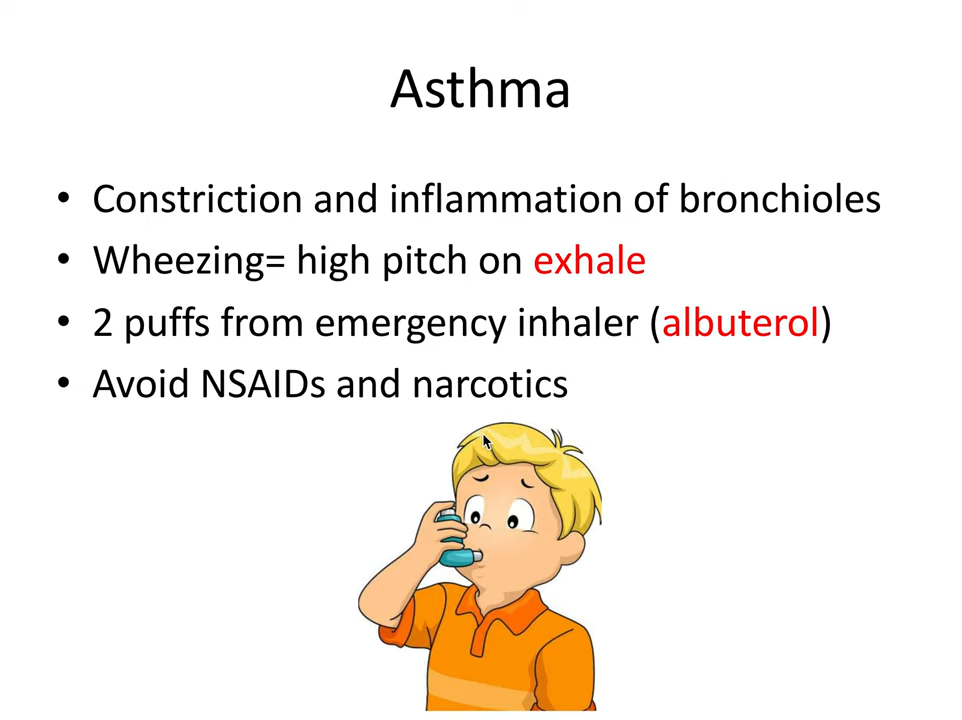 Asthma
• Constriction and inflammation of bronchioles
• Wheezing= high pitch on exhale
• 2 puffs from emergency inhaler (albuterol)
• Avoid NSAIDs and narcotics